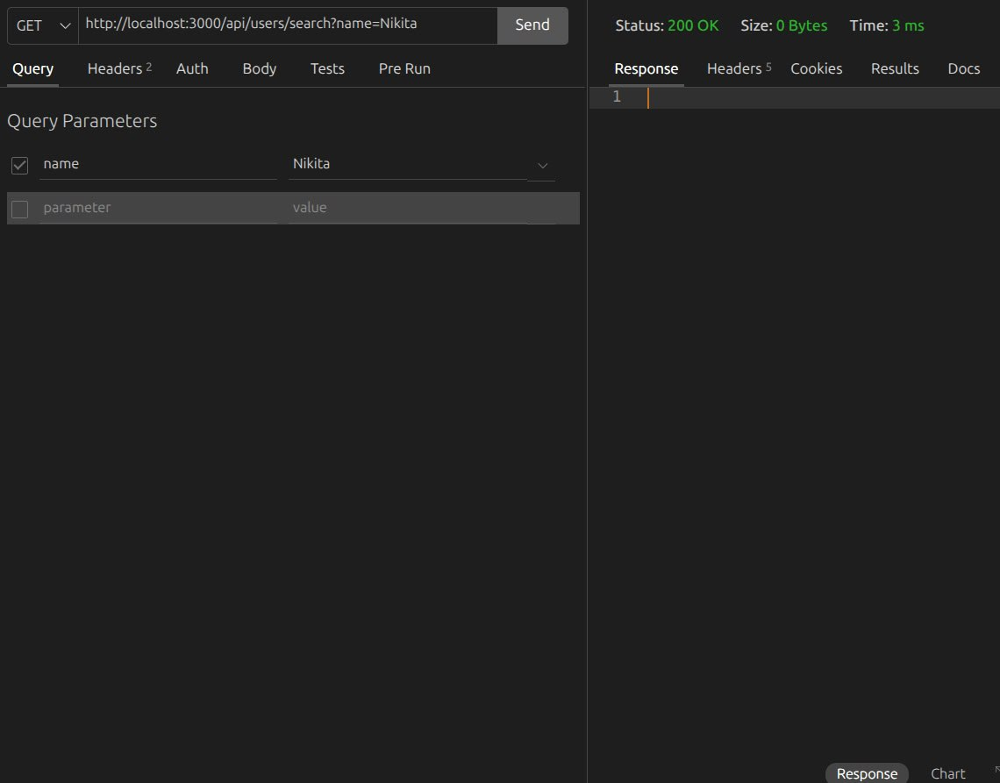 GET http://localhost:3000/api/users/search?name=Nikita Send
Query Headers 2 Auth Body Tests Pre Run
Query Parameters
name Nikita
parameter value
Status: 200 OK Size: 0 Bytes Time: 3 ms
Response Headers 5 Cookies Results Docs
1
Response Chart